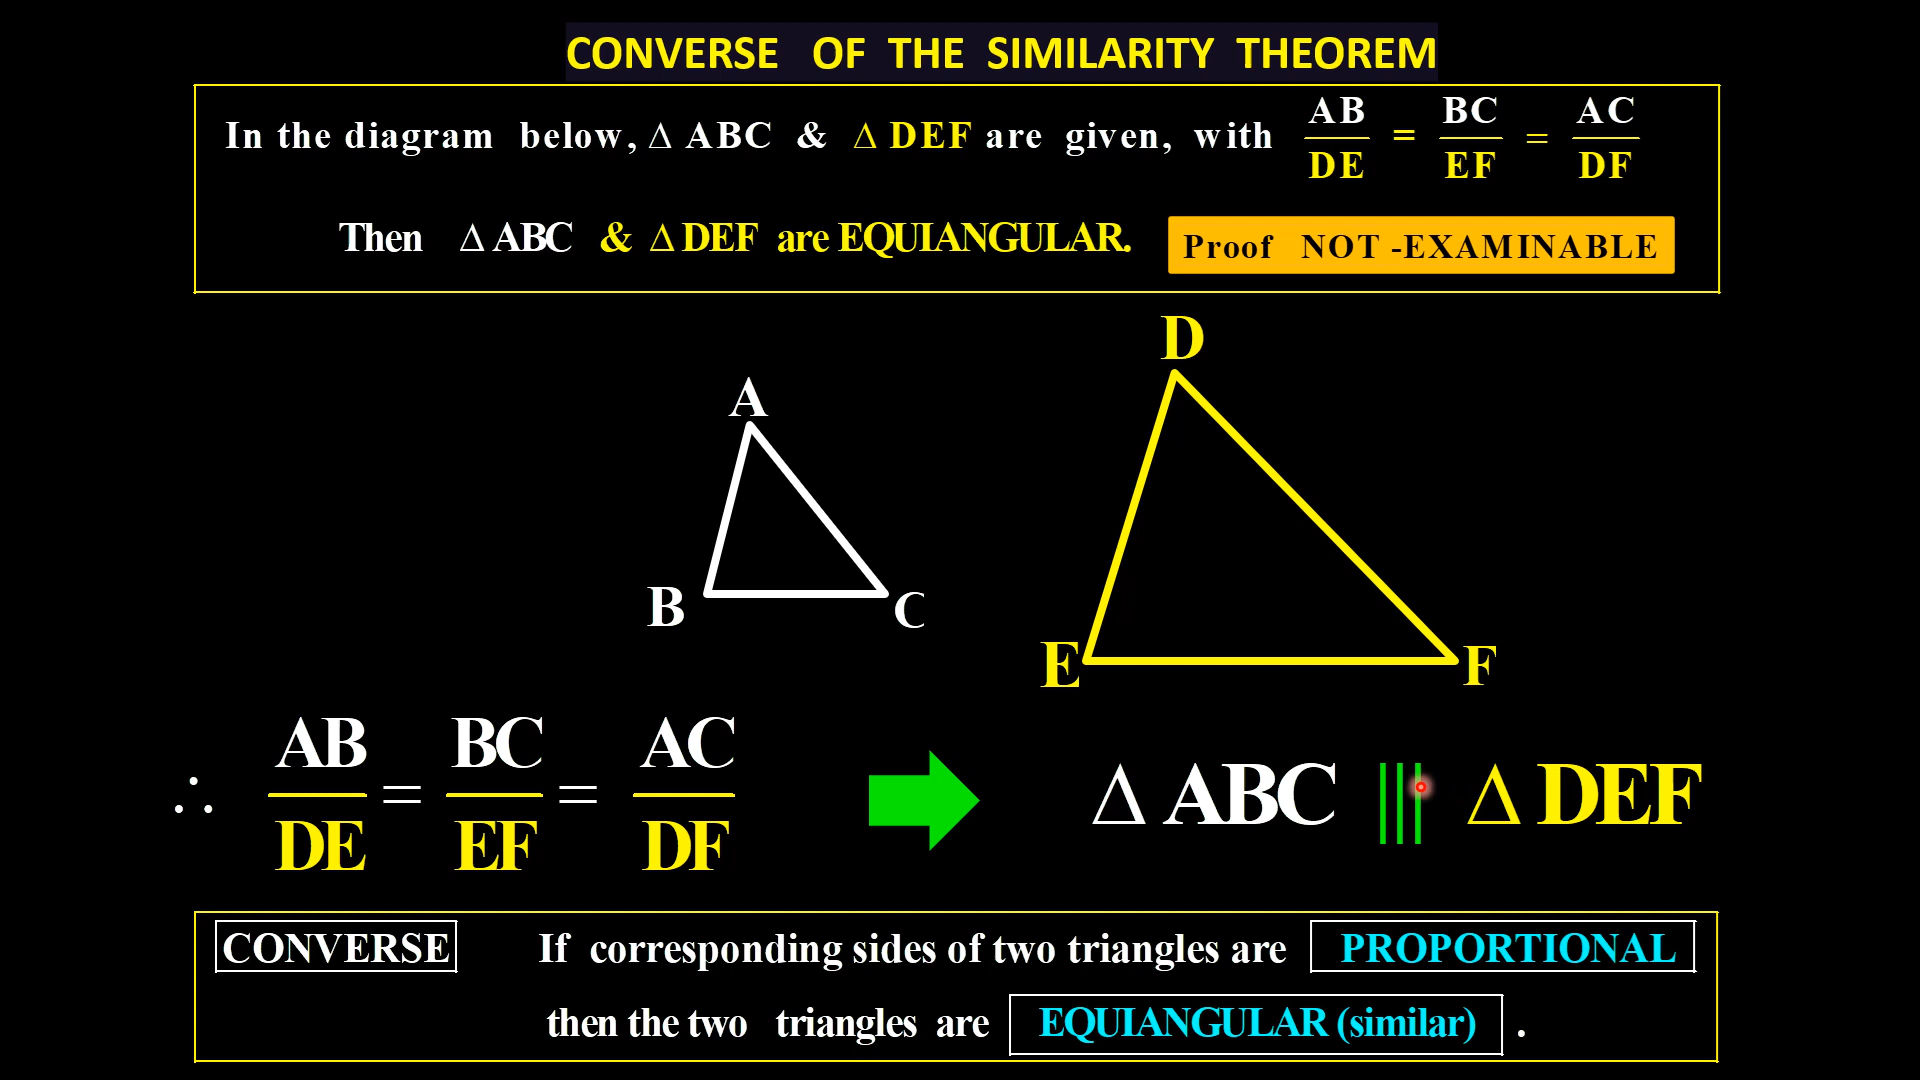 CONVERSE OF THE SIMILARITY THEOREM
In the diagram below, Δ ABC & Δ DEF are given, with AB/DE = BC/EF = AC/DF
Then Δ ABC & Δ DEF are EQUIANGULAR. Proof NOT -EXAMINABLE
D
A
B
C
E
F
∴ AB/DE = BC/EF = AC/DF
Δ ABC ||| Δ DEF
CONVERSE If corresponding sides of two triangles are PROPORTIONAL
then the two triangles are EQUIANGULAR (similar) .